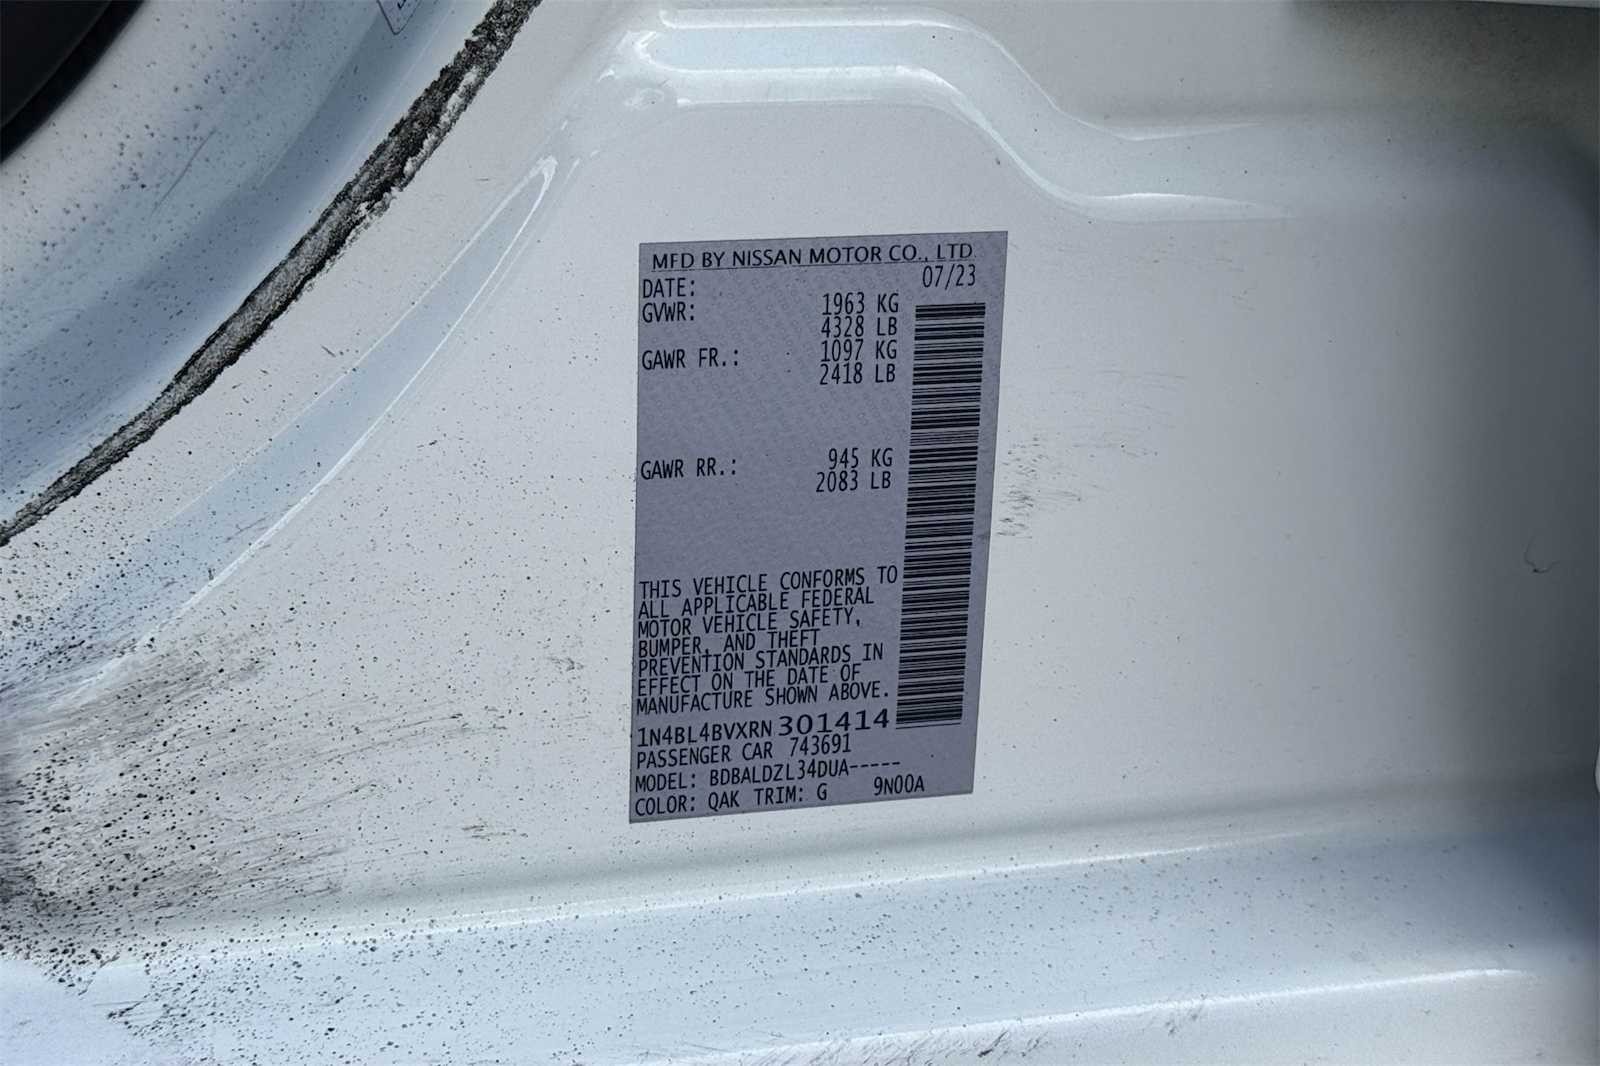 MFD BY NISSAN MOTOR CO., LTD.
DATE: 07/23
GVWR: 1963 KG
4328 LB
GAWR FR.: 1097 KG
2418 LB
GAWR RR.: 945 KG
2083 LB
THIS VEHICLE CONFORMS TO
ALL APPLICABLE FEDERAL
MOTOR VEHICLE SAFETY,
BUMPER, AND THEFT
PREVENTION STANDARDS IN
EFFECT ON THE DATE OF
MANUFACTURE SHOWN ABOVE.
1N4BL4BVXRN301414
PASSENGER CAR 743691
MODEL: BDBALDZL34DUA-----
COLOR: QAK TRIM: G 9N00A